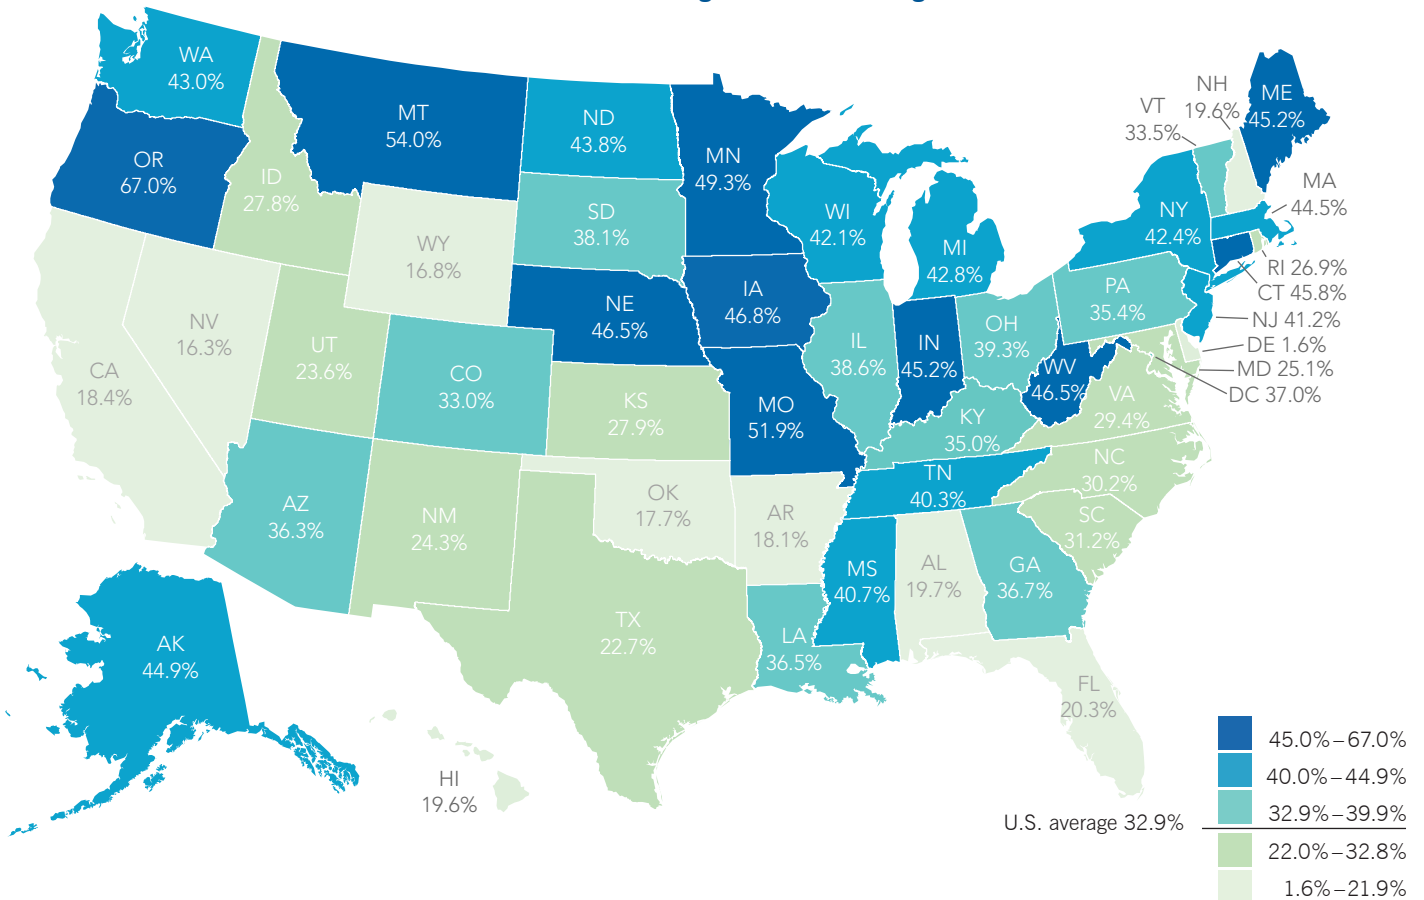 WA
43.0%
MT
54.0%
ND
43.8%
MN
49.3%
OR
67.0%
ID
27.8%
WY
16.8%
SD
38.1%
WI
42.1%
MI
42.8%
NY
42.4%
VT
33.5%
NH
19.6%
ME
45.2%
MA
44.5%
RI 26.9%
CT 45.8%
NJ 41.2%
DE 1.6%
MD 25.1%
DC 37.0%
NV
16.3%
CA
18.4%
UT
23.6%
CO
33.0%
NE
46.5%
IA
46.8%
IL
38.6%
IN
45.2%
OH
39.3%
PA
35.4%
WV
46.5%
VA
29.4%
KS
27.9%
MO
51.9%
KY
35.0%
NC
30.2%
TN
40.3%
SC
31.2%
AZ
36.3%
NM
24.3%
OK
17.7%
AR
18.1%
MS
40.7%
AL
19.7%
GA
36.7%
TX
22.7%
LA
36.5%
FL
20.3%
AK
44.9%
HI
19.6%
45.0%–67.0%
40.0%–44.9%
32.9%–39.9%
U.S. average 32.9%
22.0%–32.8%
1.6%–21.9%